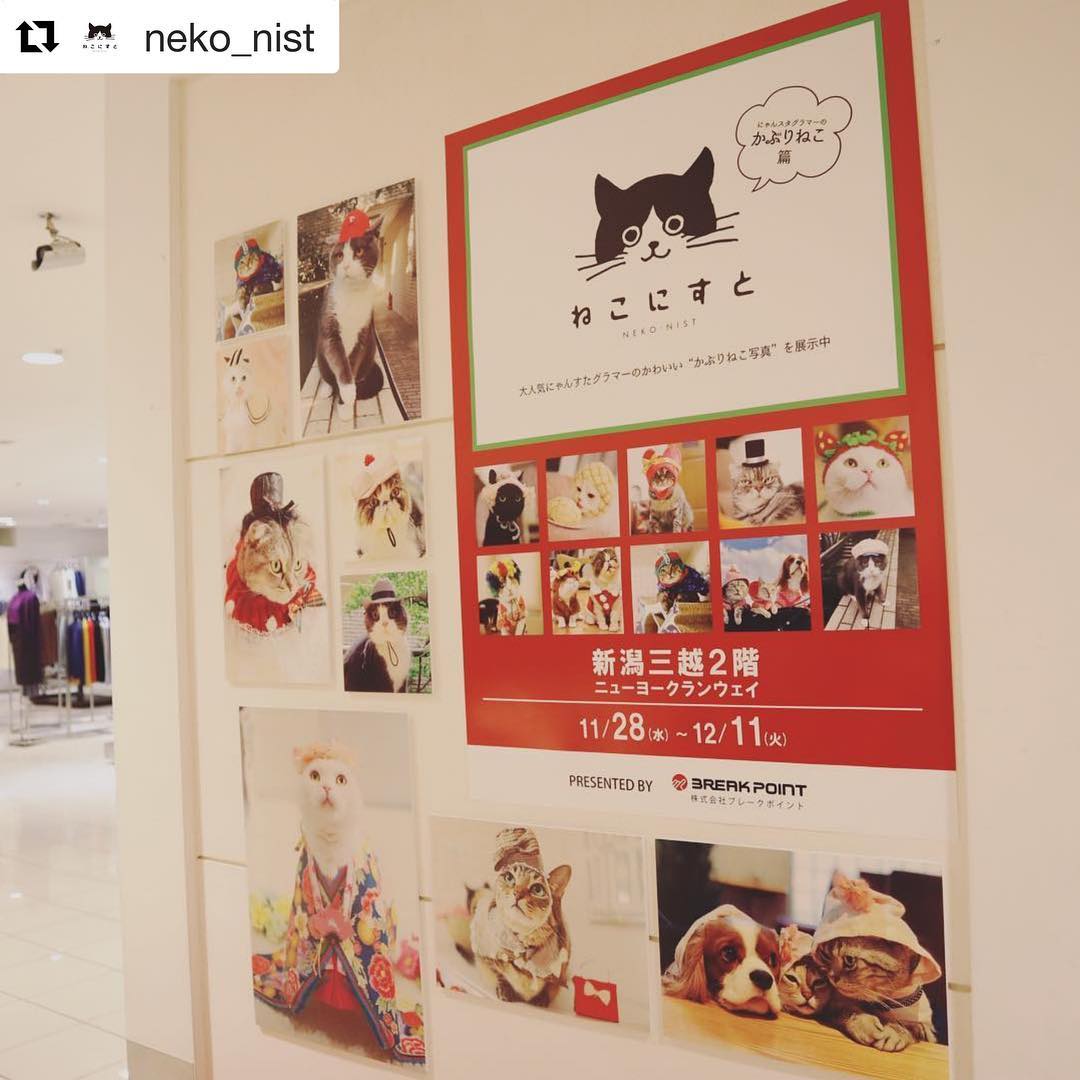 neko_nist
ねこにすと
にゃんスタグラマーの
かぶりねこ
篇
ねこにすと
NEKO·NIST
大人気にゃんすたグラマーのかわいい“かぶりねこ写真”を展示中
新潟三越2階
ニューヨークランウェイ
11/28(水)～12/11(火)
PRESENTED BY BREAK POINT
株式会社ブレークポイント